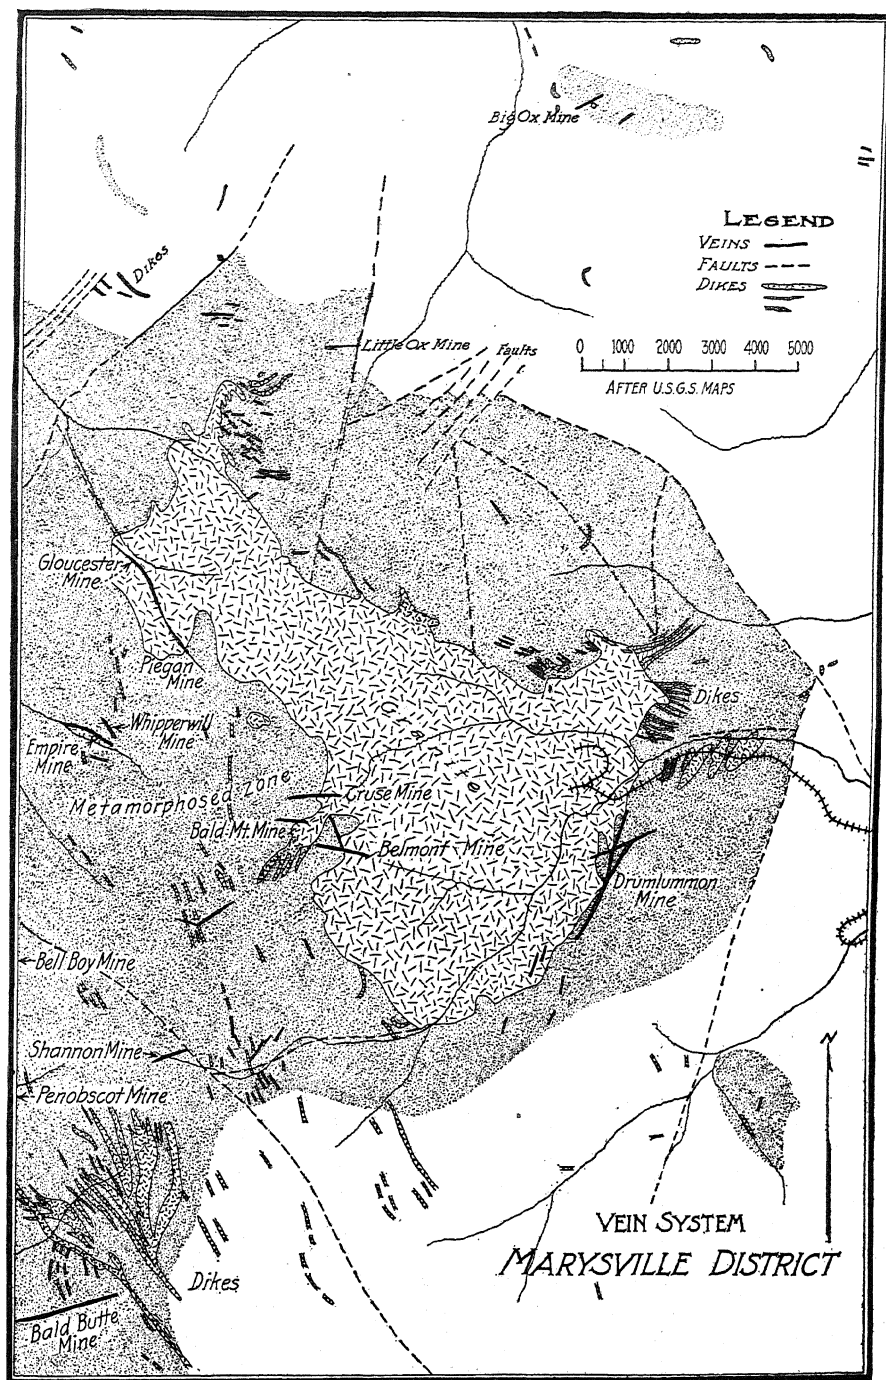 Big Ox Mine
LEGEND
VEINS
FAULTS
DIKES
Dikes
Little Ox Mine
Faults
0 1000 2000 3000 4000 5000
AFTER U.S.G.S. MAPS
Gloucester
Mine
Piegan
Mine
Whipperwill
Mine
Empire
Mine
Dikes
Metamorphosed Zone
Cruse Mine
Bald Mt. Mine
Belmont Mine
Drumlummon
Mine
Bell Boy Mine
Shannon Mine
Penobscot Mine
N
VEIN SYSTEM
MARYSVILLE DISTRICT
Dikes
Bald Butte
Mine